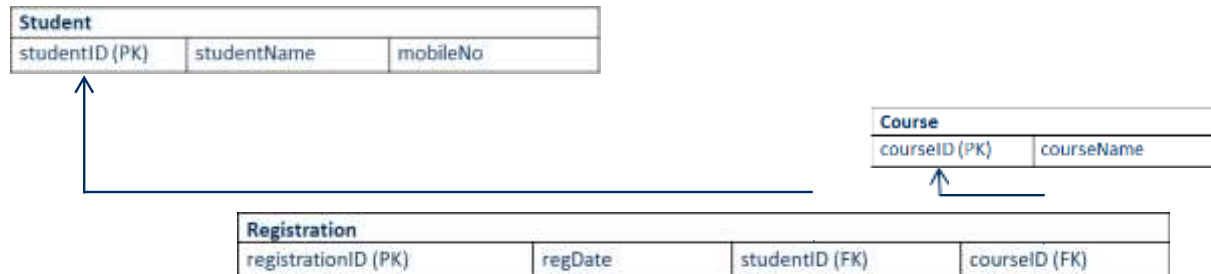 Student
studentID (PK) studentName mobileNo
Course
courseID (PK) courseName
Registration
registrationID (PK) regDate studentID (FK) courseID (FK)